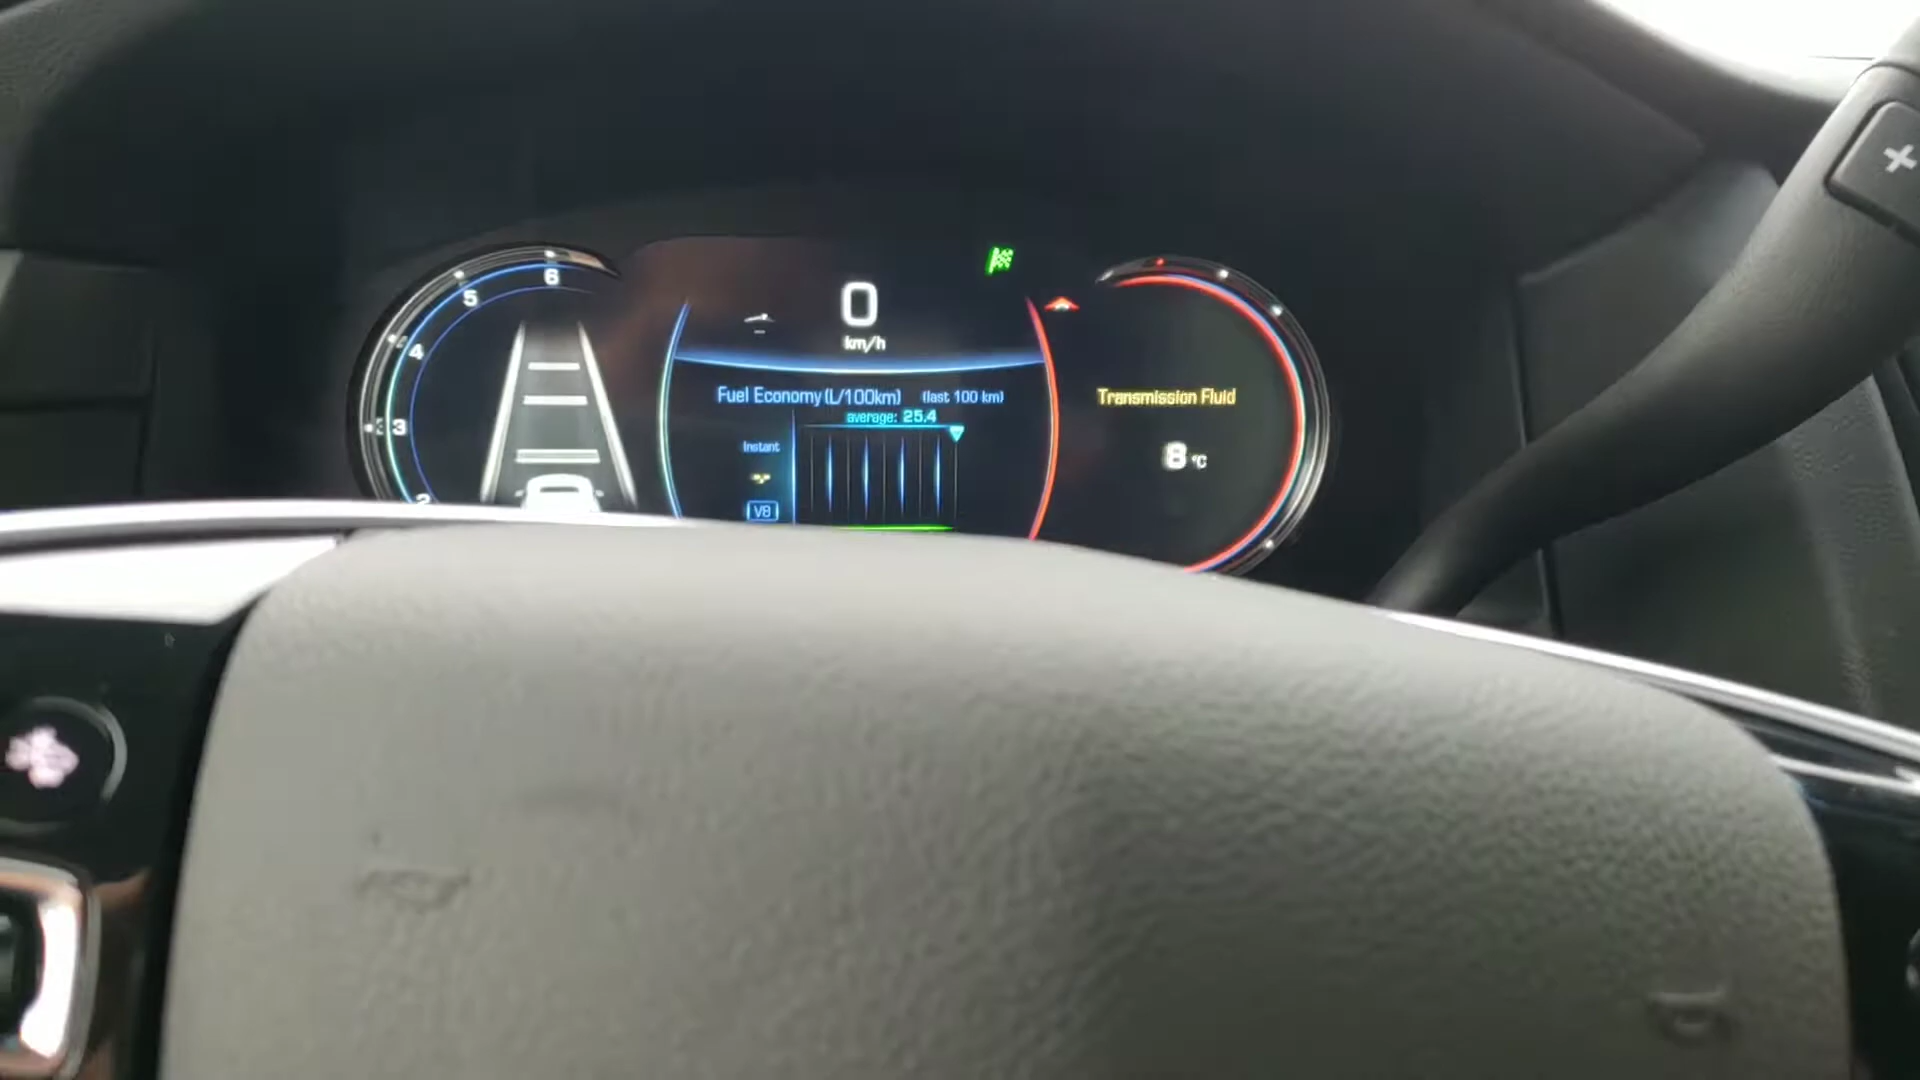 6
5
4
3
2
0
km/h
Fuel Economy (L/100km) (last 100 km)
average: 25.4
Instant
V8
Transmission Fluid
8 °C
+